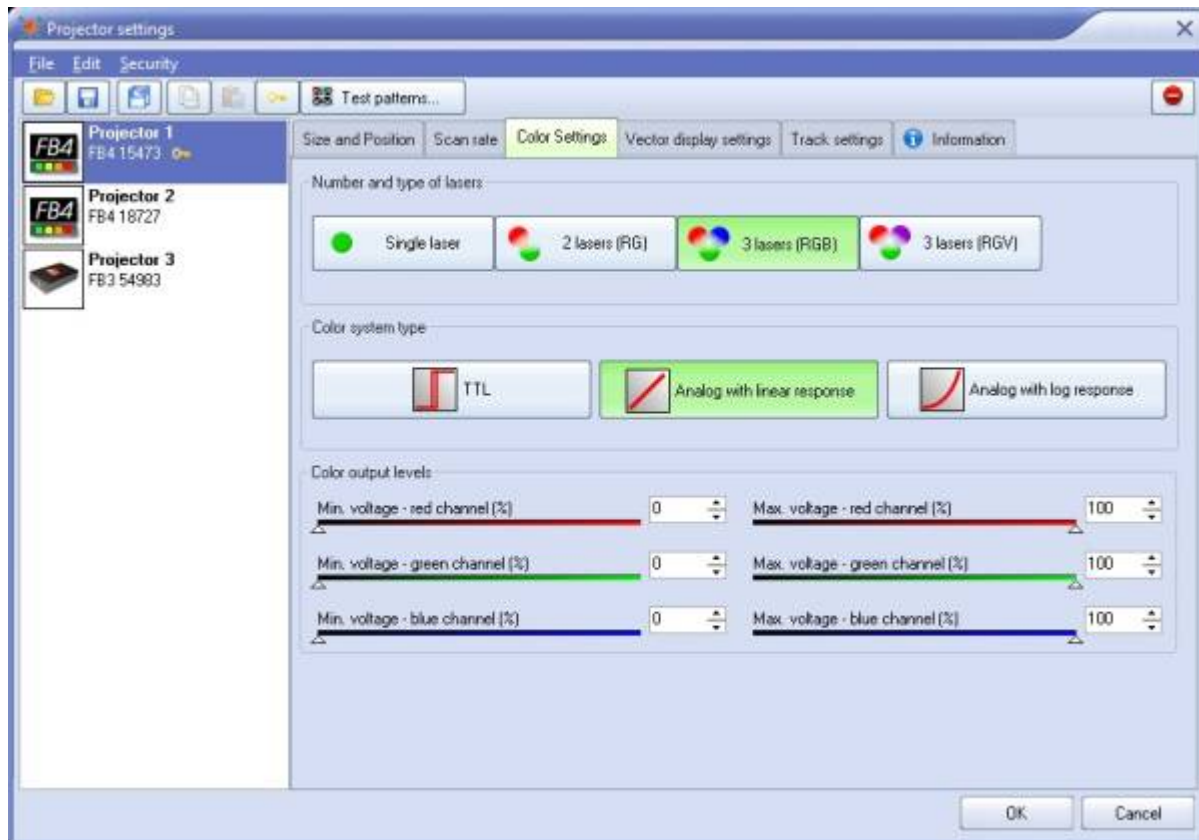 Projector settings
File Edit Security
Test patterns...
FB4
Projector 1
FB4 15473
FB4
Projector 2
FB4 18727
Projector 3
FB3 54983
Size and Position Scan rate Color Settings Vector display settings Track settings Information
Number and type of lasers
Single laser 2 lasers (RG) 3 lasers (RGB) 3 lasers (RGV)
Color system type
TTL Analog with linear response Analog with log response
Color output levels
Min. voltage - red channel (%) 0 Max. voltage - red channel (%) 100
Min. voltage - green channel (%) 0 Max. voltage - green channel (%) 100
Min. voltage - blue channel (%) 0 Max. voltage - blue channel (%) 100
OK Cancel